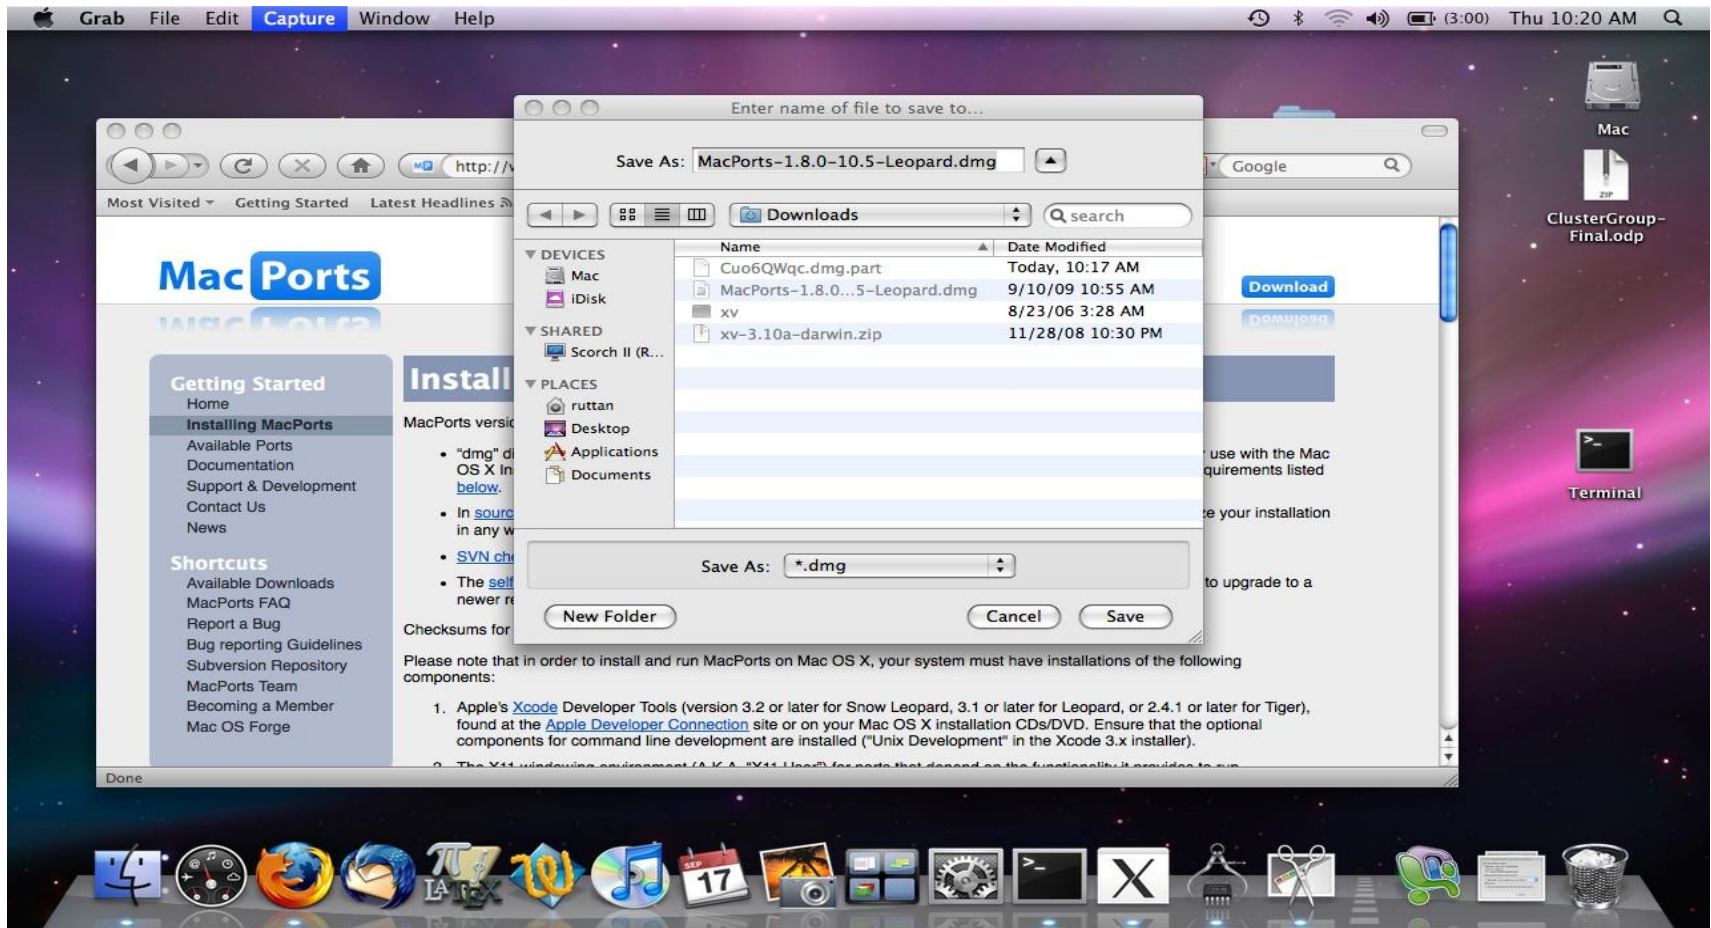 Grab File Edit Capture Window Help
(3:00) Thu 10:20 AM
Enter name of file to save to...
Save As: MacPorts-1.8.0-10.5-Leopard.dmg
http://
Google
Most Visited Getting Started Latest Headlines
Downloads
search
DEVICES
Mac
iDisk
SHARED
Scorch II (R...
PLACES
ruttan
Desktop
Applications
Documents
Name Date Modified
Cuo6QWqc.dmg.part Today, 10:17 AM
MacPorts-1.8.0...5-Leopard.dmg 9/10/09 10:55 AM
xv 8/23/06 3:28 AM
xv-3.10a-darwin.zip 11/28/08 10:30 PM
Save As: *.dmg
New Folder Cancel Save
MacPorts
Download
Getting Started
Home
Installing MacPorts
Available Ports
Documentation
Support & Development
Contact Us
News
Shortcuts
Available Downloads
MacPorts FAQ
Report a Bug
Bug reporting Guidelines
Subversion Repository
MacPorts Team
Becoming a Member
Mac OS Forge
Install
MacPorts
• "dmg" use with the Mac
OS X listed
below.
• In your installation
in any
• SVN
• The to upgrade to a
newer
Checksums for
Please note that in order to install and run MacPorts on Mac OS X, your system must have installations of the following
components:
1. Apple's Xcode Developer Tools (version 3.2 or later for Snow Leopard, 3.1 or later for Leopard, or 2.4.1 or later for Tiger),
found at the Apple Developer Connection site or on your Mac OS X installation CDs/DVD. Ensure that the optional
components for command line development are installed ("Unix Development" in the Xcode 3.x installer).
Done
Mac
ZIP
ClusterGroup-
Final.odp
Terminal
SEP
17
X